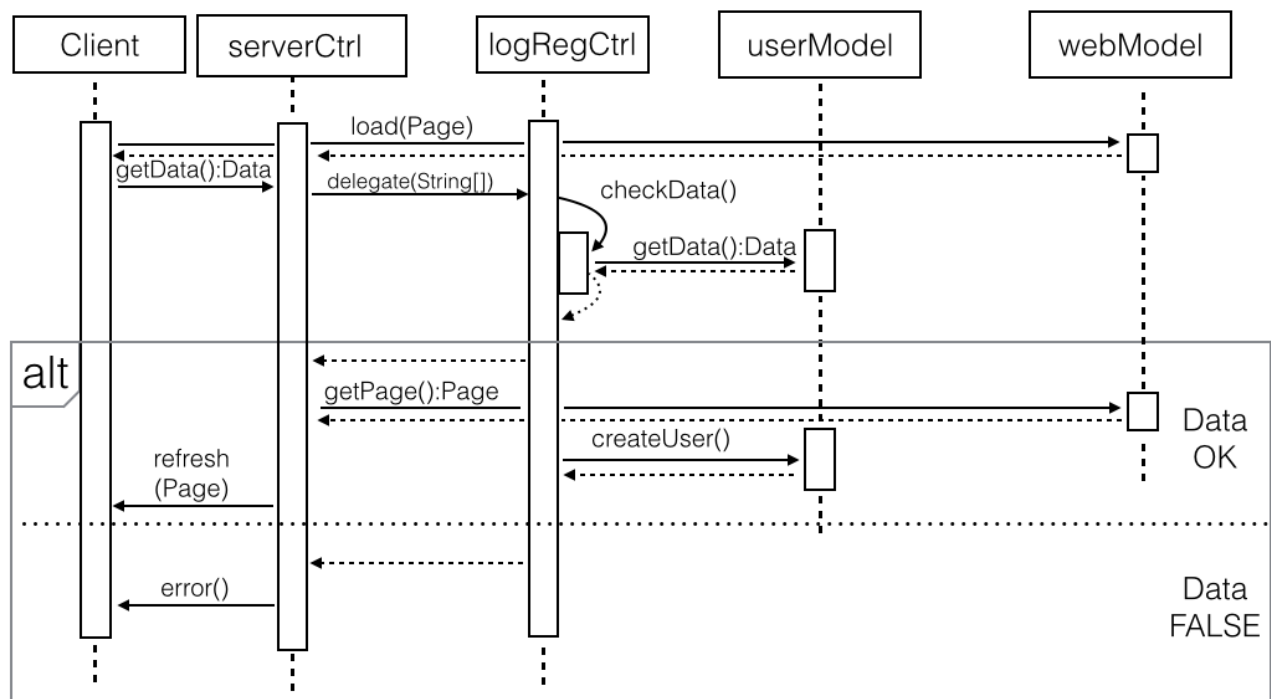 Client
serverCtrl
logRegCtrl
userModel
webModel
load(Page)
getData():Data
delegate(String[])
checkData()
getData():Data
alt
getPage():Page
Data
OK
createUser()
refresh
(Page)
error()
Data
FALSE